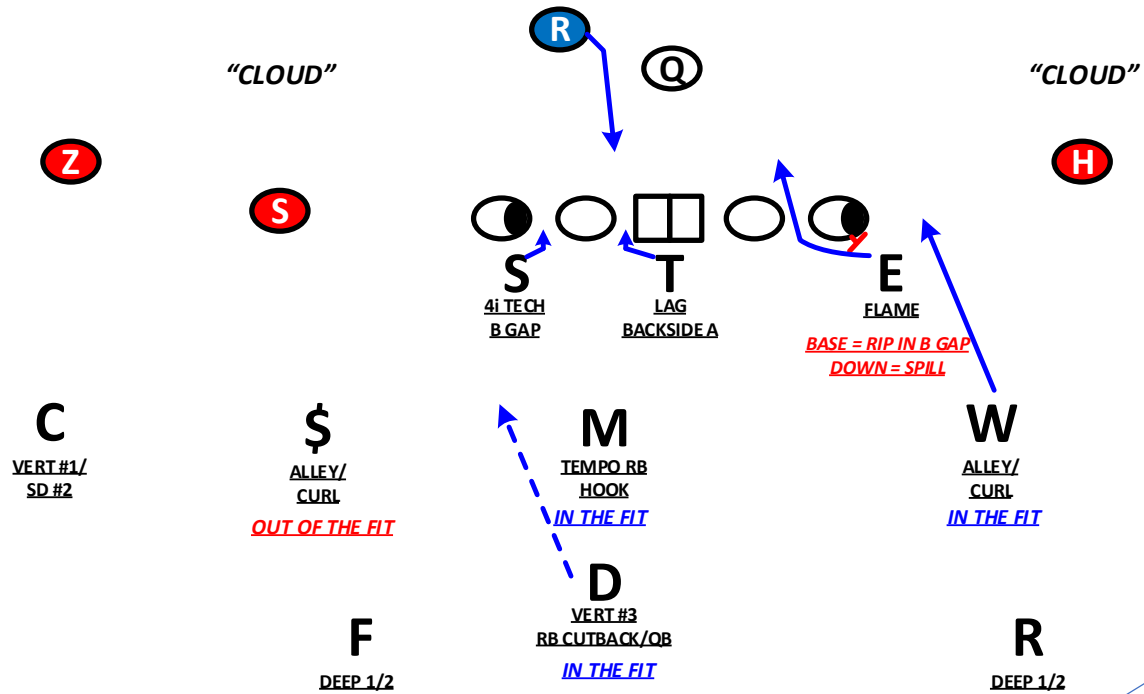 R
Q
"CLOUD"
"CLOUD"
Z
H
S
S
T
E
4i TECH
B GAP
LAG
BACKSIDE A
FLAME
BASE = RIP IN B GAP
DOWN = SPILL
C
$
M
W
VERT #1/
SD #2
ALLEY/
CURL
OUT OF THE FIT
TEMPO RB
HOOK
IN THE FIT
ALLEY/
CURL
IN THE FIT
D
VERT #3
RB CUTBACK/QB
IN THE FIT
F
DEEP 1/2
R
DEEP 1/2